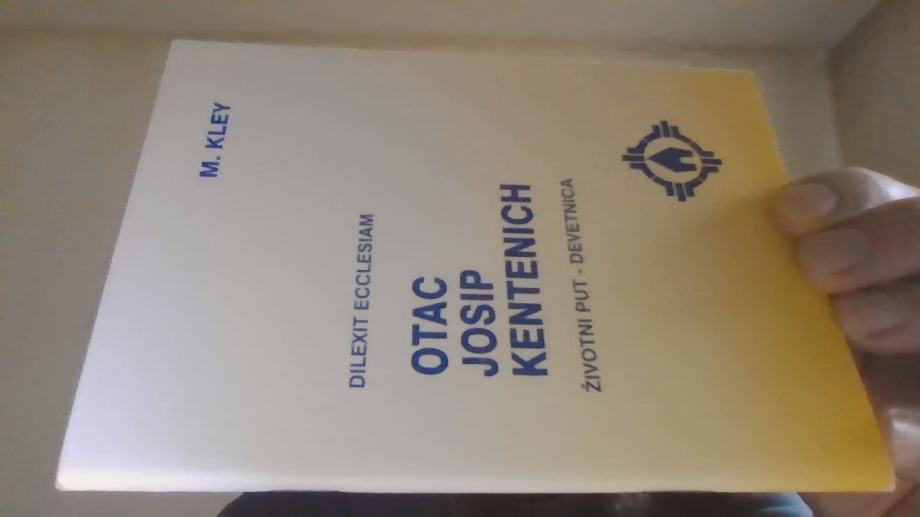 M. KLEY
DILEXIT ECCLESIAM
OTAC
JOSIP
KENTENICH
ŽIVOTNI PUT - DEVETNICA